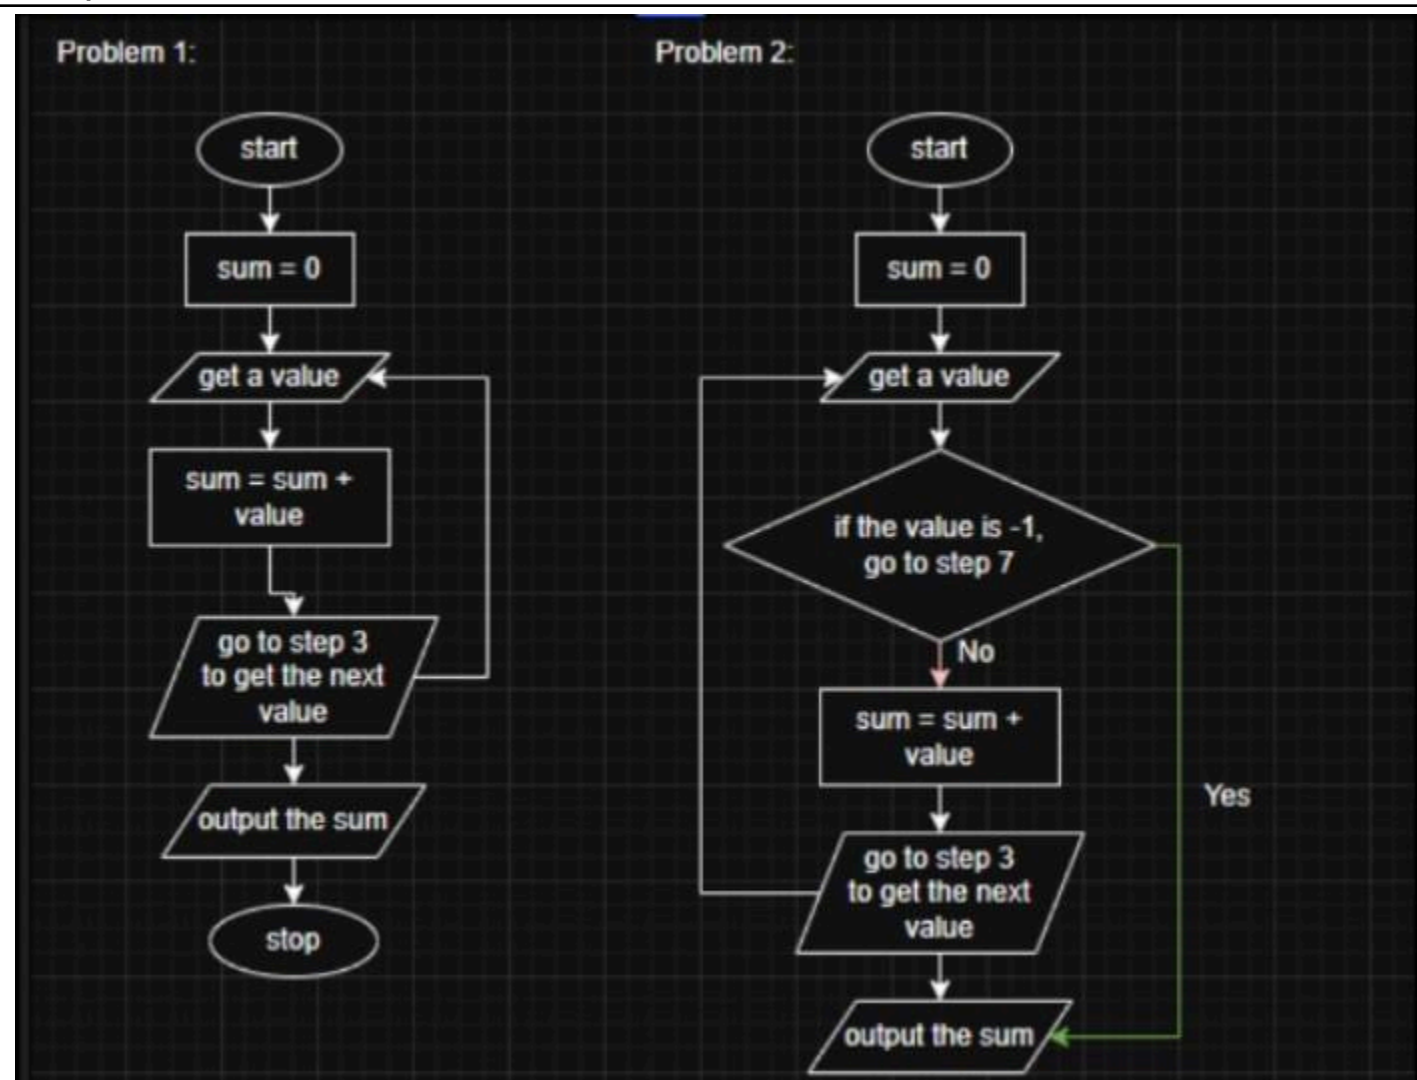 Problem 1:
start
sum = 0
get a value
sum = sum +
value
go to step 3
to get the next
value
output the sum
stop
Problem 2:
start
sum = 0
get a value
if the value is -1,
go to step 7
No
sum = sum +
value
Yes
go to step 3
to get the next
value
output the sum